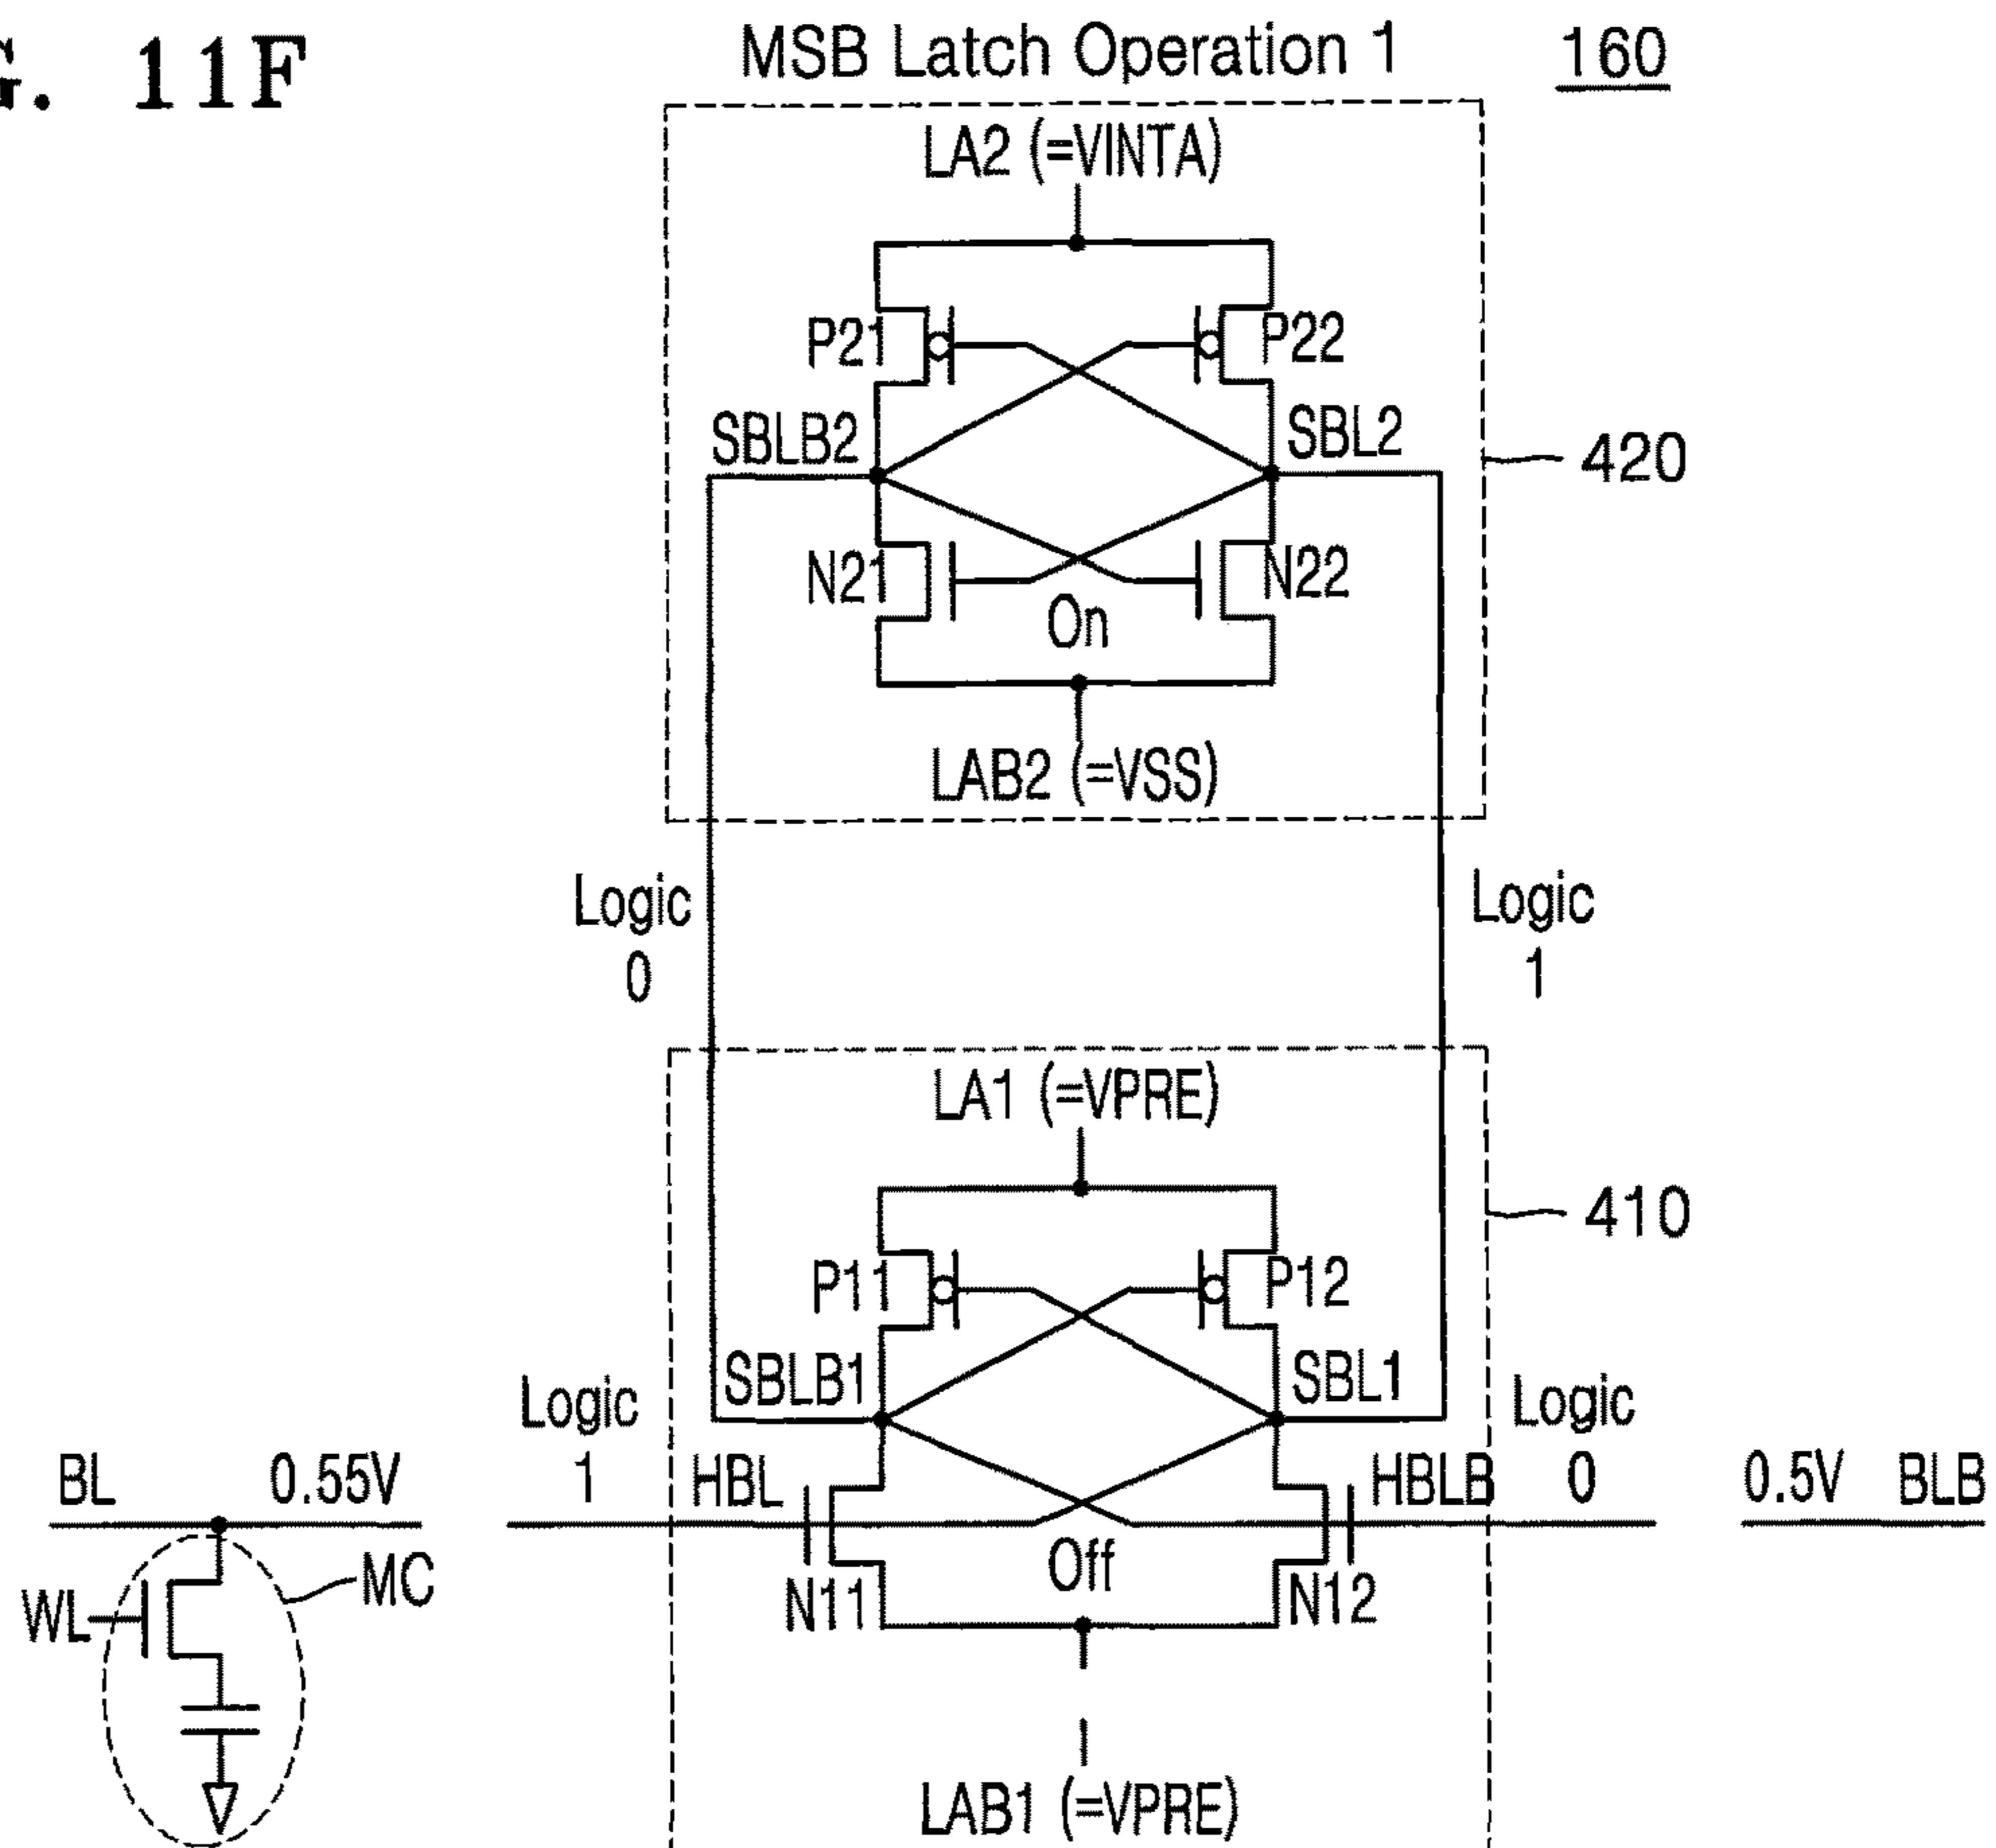 G. 11F
MSB Latch Operation 1
160
LA2 (=VINTA)
P21
P22
SBLB2
SBL2
420
N21
N22
On
LAB2 (=VSS)
Logic
0
Logic
1
LA1 (=VPRE)
410
P11
P12
SBLB1
SBL1
Logic
1
Logic
0
BL
0.55V
HBL
HBLB
0.5V
BLB
Off
WL
MC
N11
N12
LAB1 (=VPRE)